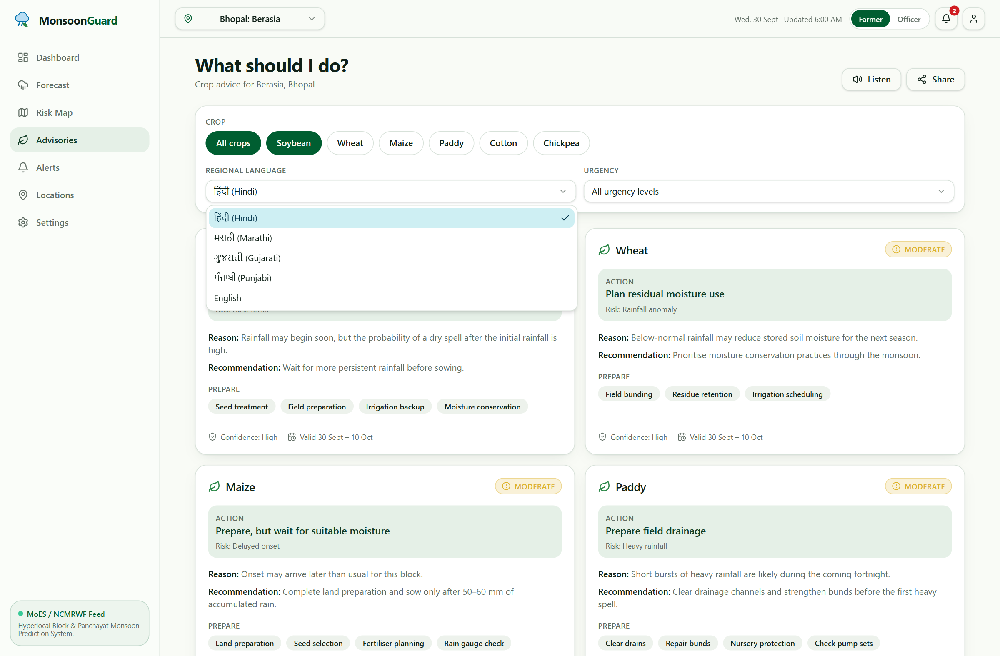 MonsoonGuard
Bhopal: Berasia
Wed, 30 Sept · Updated 6:00 AM
Farmer
Officer
2
Dashboard
Forecast
Risk Map
Advisories
Alerts
Locations
Settings
What should I do?
Crop advice for Berasia, Bhopal
Listen
Share
CROP
All crops
Soybean
Wheat
Maize
Paddy
Cotton
Chickpea
REGIONAL LANGUAGE
URGENCY
हिंदी (Hindi)
All urgency levels
हिंदी (Hindi)
मराठी (Marathi)
ગુજરાતી (Gujarati)
ਪੰਜਾਬੀ (Punjabi)
English
Reason: Rainfall may begin soon, but the probability of a dry spell after the initial rainfall is
high.
Recommendation: Wait for more persistent rainfall before sowing.
PREPARE
Seed treatment
Field preparation
Irrigation backup
Moisture conservation
Confidence: High
Valid 30 Sept – 10 Oct
Wheat
MODERATE
ACTION
Plan residual moisture use
Risk: Rainfall anomaly
Reason: Below-normal rainfall may reduce stored soil moisture for the next season.
Recommendation: Prioritise moisture conservation practices through the monsoon.
PREPARE
Field bunding
Residue retention
Irrigation scheduling
Confidence: High
Valid 30 Sept – 10 Oct
Maize
MODERATE
ACTION
Prepare, but wait for suitable moisture
Risk: Delayed onset
Reason: Onset may arrive later than usual for this block.
Recommendation: Complete land preparation and sow only after 50–60 mm of
accumulated rain.
PREPARE
Land preparation
Seed selection
Fertiliser planning
Rain gauge check
Paddy
MODERATE
ACTION
Prepare field drainage
Risk: Heavy rainfall
Reason: Short bursts of heavy rainfall are likely during the coming fortnight.
Recommendation: Clear drainage channels and strengthen bunds before the first heavy
spell.
PREPARE
Clear drains
Repair bunds
Nursery protection
Check pump sets
MoES / NCMRWF Feed
Hyperlocal Block & Panchayat Monsoon
Prediction System.